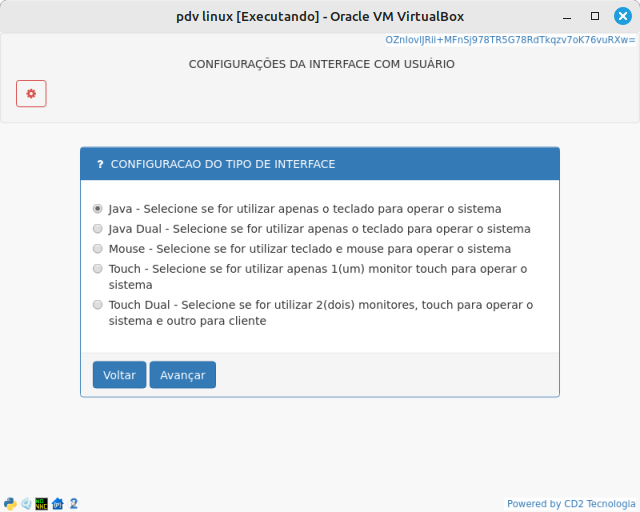 pdv linux [Executando] - Oracle VM VirtualBox
CONFIGURAÇÕES DA INTERFACE COM USUÁRIO
? CONFIGURACAO DO TIPO DE INTERFACE
Java - Selecione se for utilizar apenas o teclado para operar o sistema
Java Dual - Selecione se for utilizar apenas o teclado para operar o sistema
Mouse - Selecione se for utilizar teclado e mouse para operar o sistema
Touch - Selecione se for utilizar apenas 1(um) monitor touch para operar o
sistema
Touch Dual - Selecione se for utilizar 2(dois) monitores, touch para operar o
sistema e outro para cliente
Voltar Avançar
Powered by CD2 Tecnologia